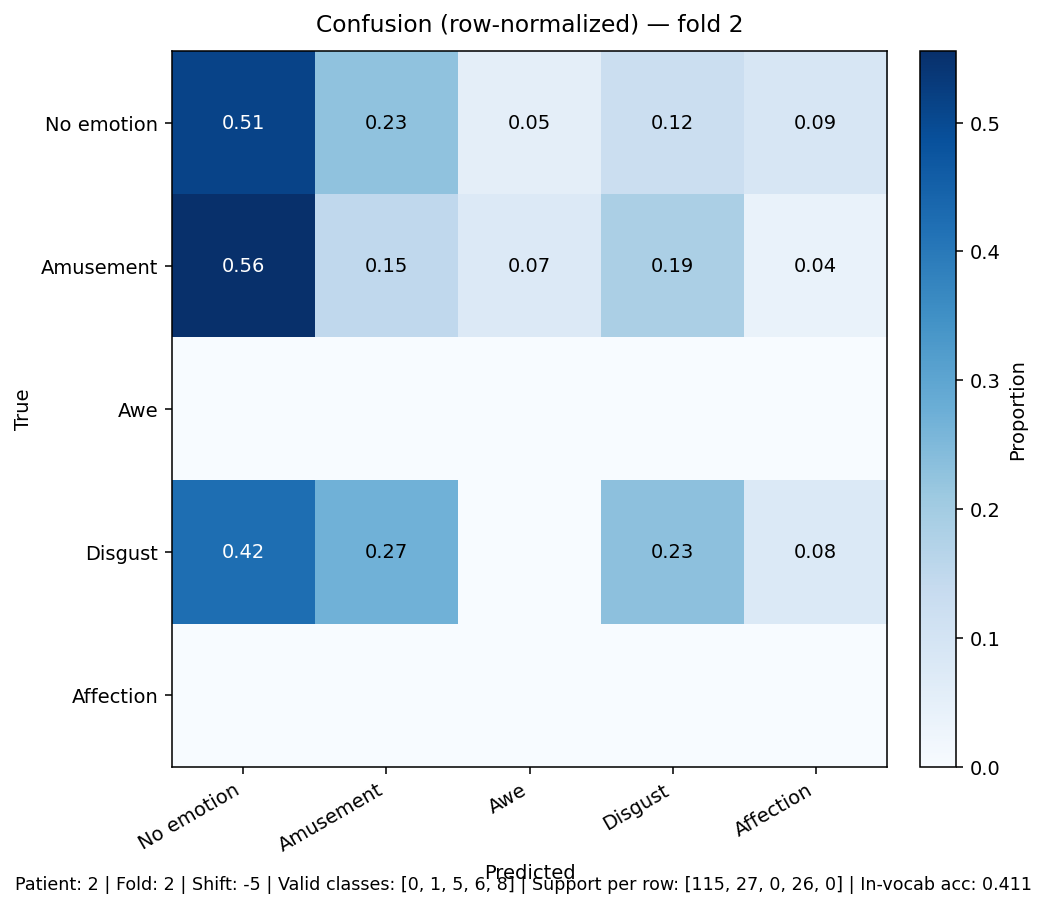 Confusion (row-normalized) — fold 2
No emotion 0.51 0.23 0.05 0.12 0.09
Amusement 0.56 0.15 0.07 0.19 0.04
Awe
Disgust 0.42 0.27 0.23 0.08
Affection
True
No emotion Amusement Awe Disgust Affection
Predicted
0.5
0.4
0.3
0.2
0.1
0.0
Proportion
Patient: 2 | Fold: 2 | Shift: -5 | Valid classes: [0, 1, 5, 6, 8] | Support per row: [115, 27, 0, 26, 0] | In-vocab acc: 0.411